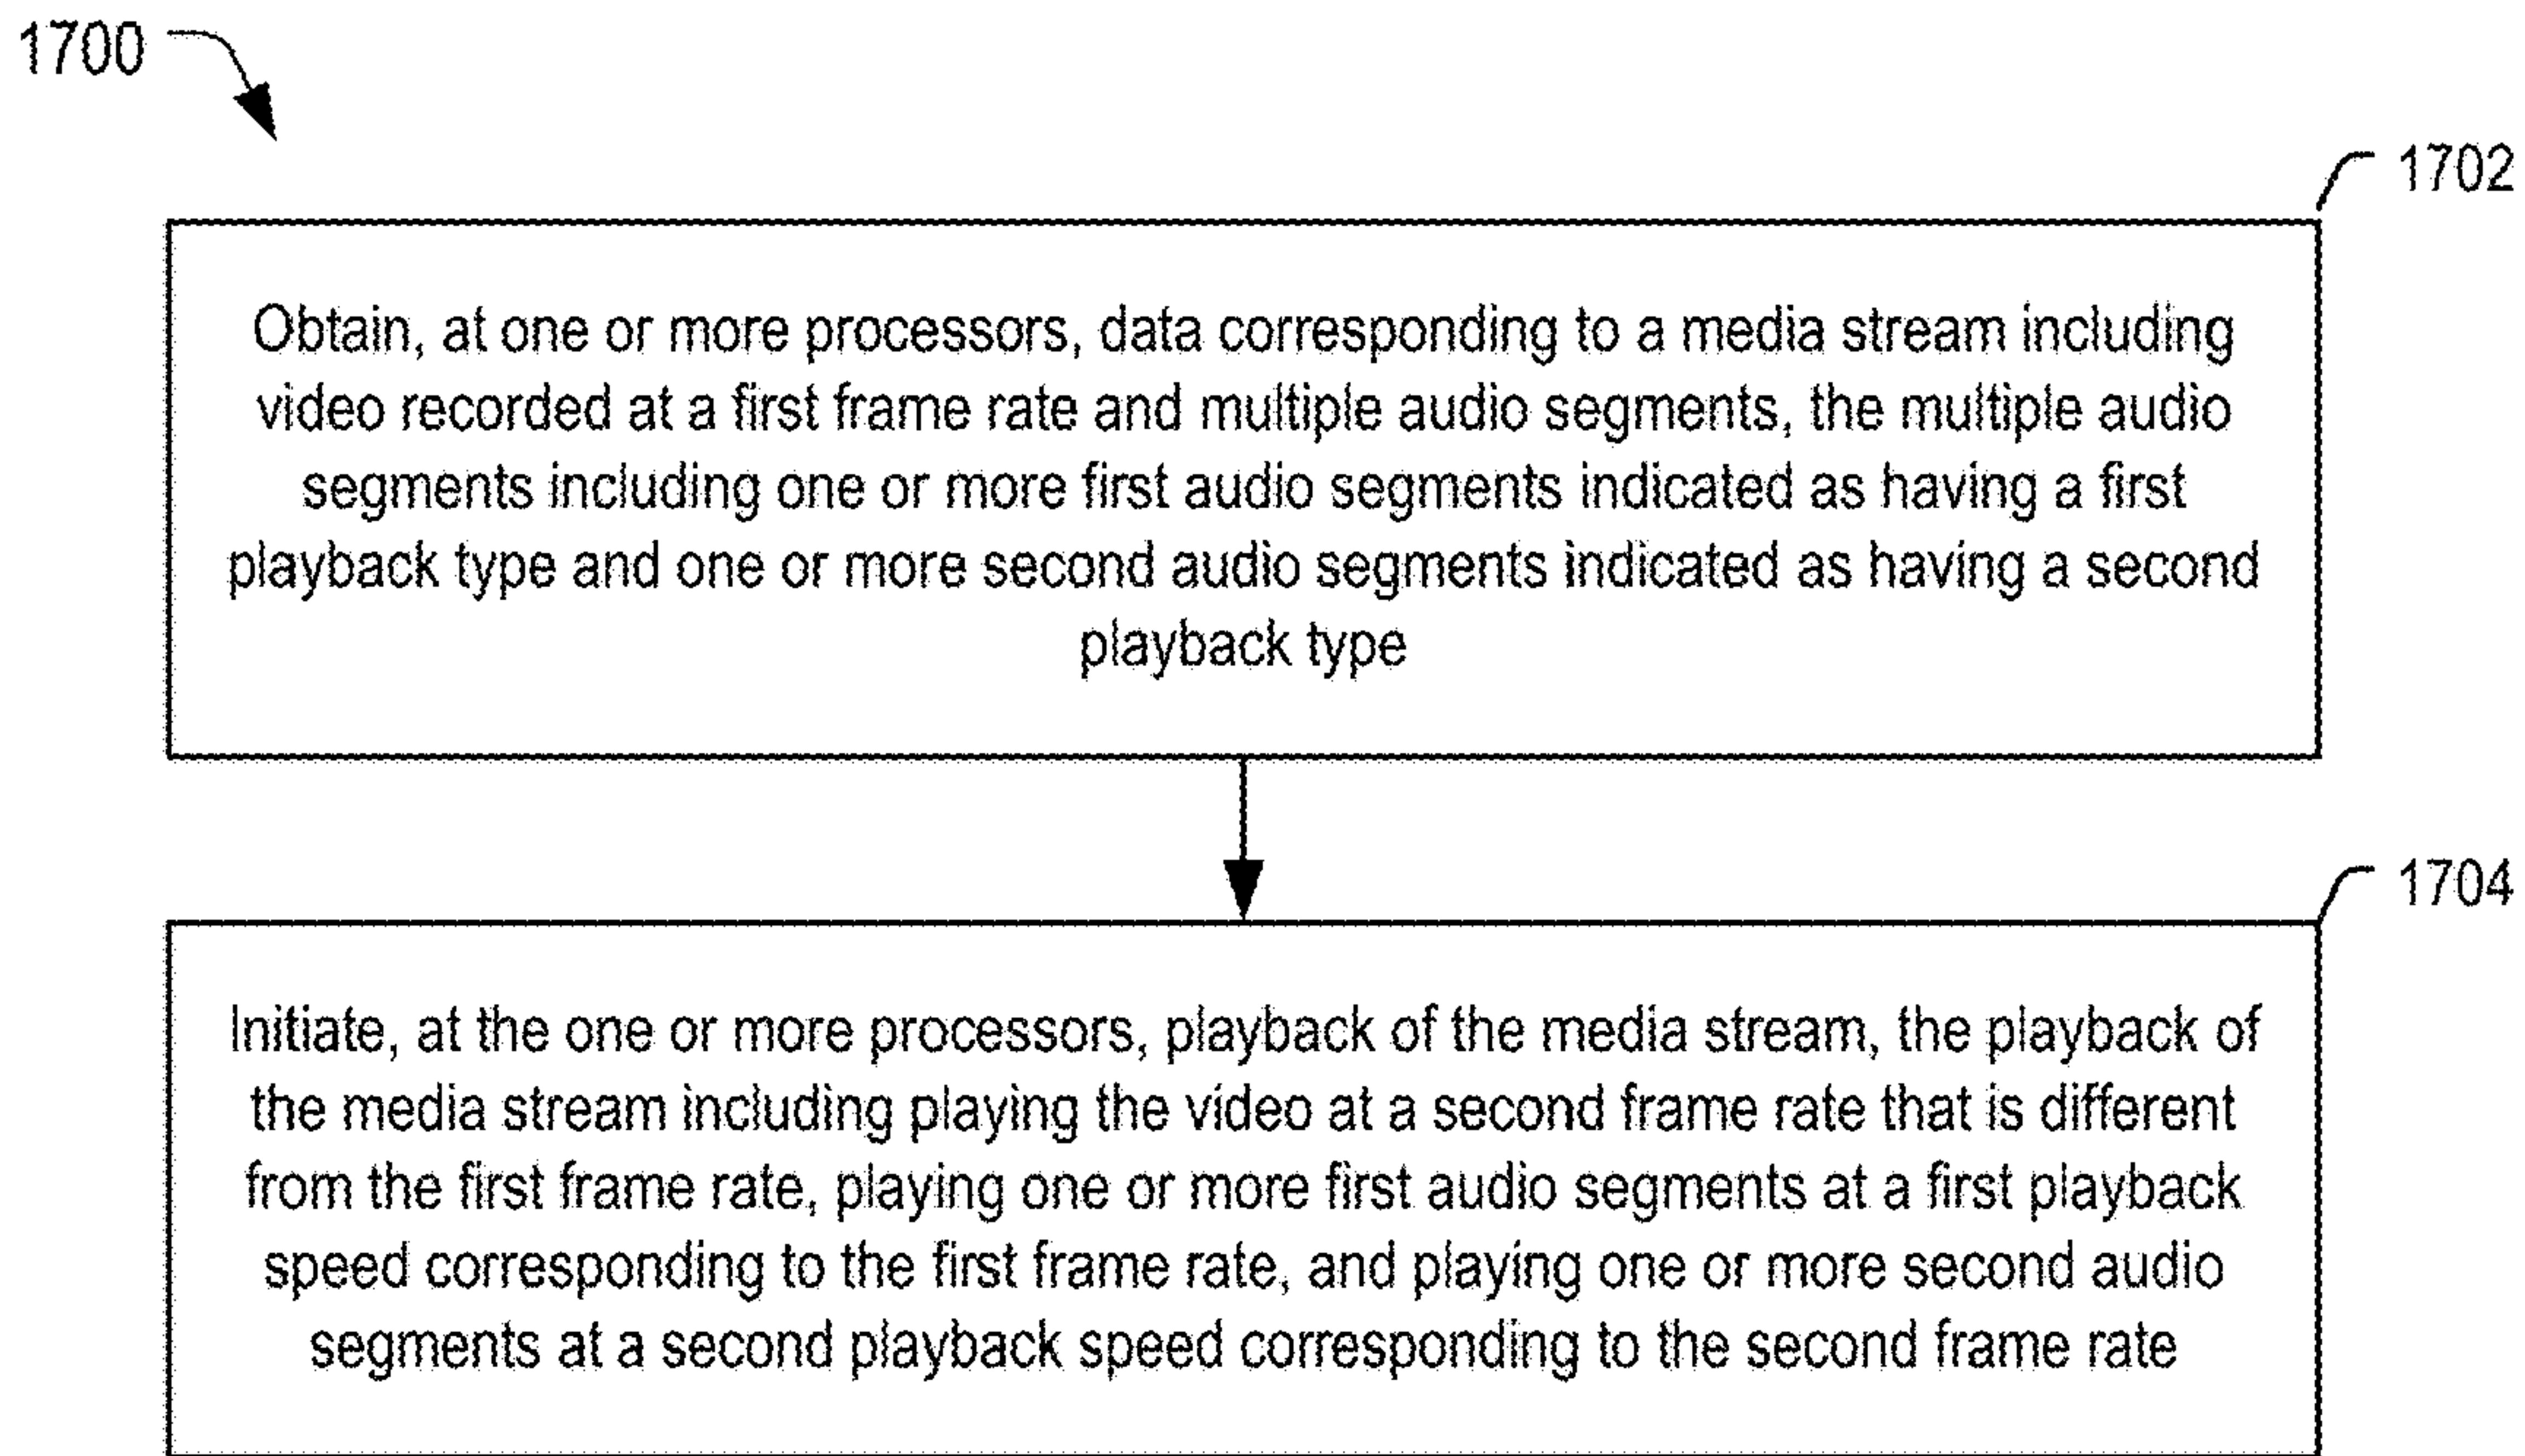 1700
1702
Obtain, at one or more processors, data corresponding to a media stream including
video recorded at a first frame rate and multiple audio segments, the multiple audio
segments including one or more first audio segments indicated as having a first
playback type and one or more second audio segments indicated as having a second
playback type
1704
Initiate, at the one or more processors, playback of the media stream, the playback of
the media stream including playing the video at a second frame rate that is different
from the first frame rate, playing one or more first audio segments at a first playback
speed corresponding to the first frame rate, and playing one or more second audio
segments at a second playback speed corresponding to the second frame rate